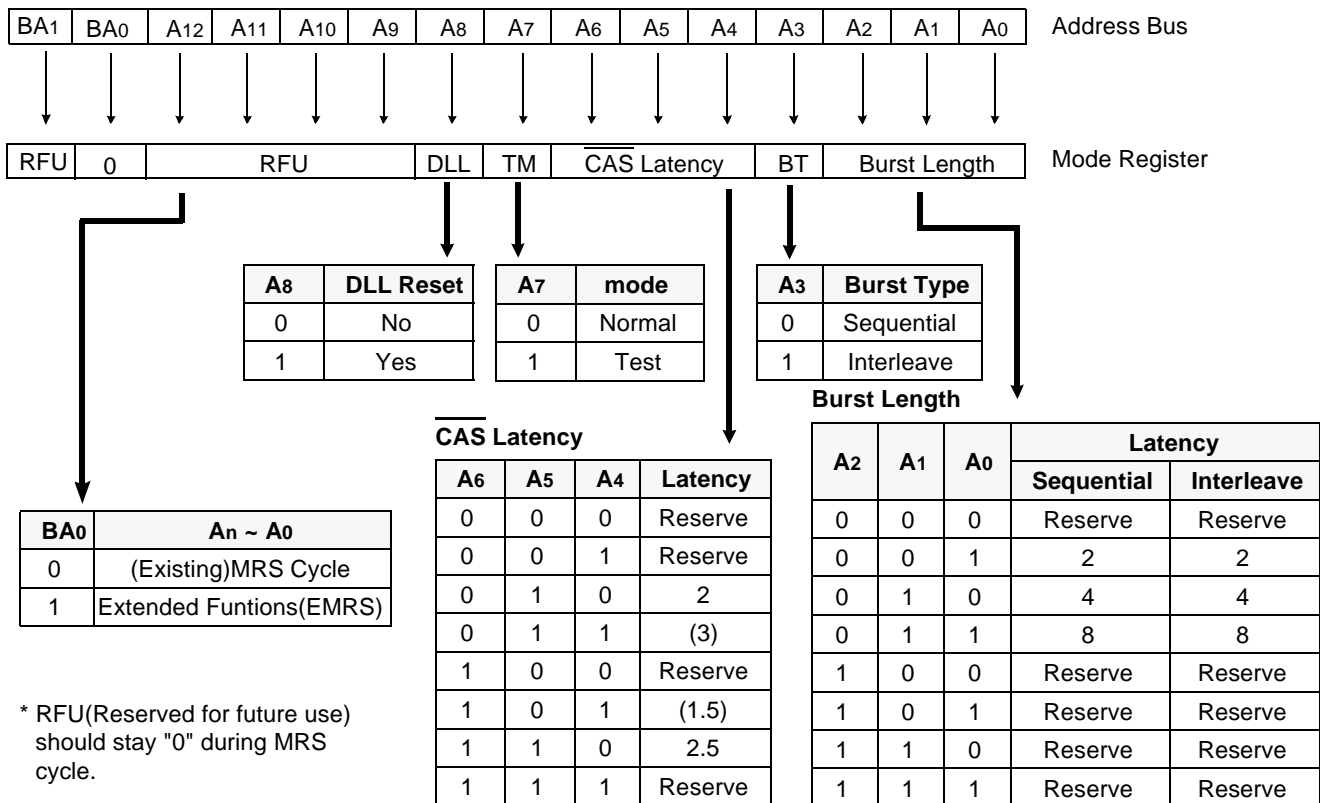 BA1 BA0 A12 A11 A10 A9 A8 A7 A6 A5 A4 A3 A2 A1 A0 Address Bus
RFU 0 RFU DLL TM CAS Latency BT Burst Length Mode Register
A8 DLL Reset
0 No
1 Yes
A7 mode
0 Normal
1 Test
A3 Burst Type
0 Sequential
1 Interleave
BA0 An ~ A0
0 (Existing)MRS Cycle
1 Extended Funtions(EMRS)
* RFU(Reserved for future use)
should stay "0" during MRS
cycle.
CAS Latency
A6 A5 A4 Latency
0 0 0 Reserve
0 0 1 Reserve
0 1 0 2
0 1 1 (3)
1 0 0 Reserve
1 0 1 (1.5)
1 1 0 2.5
1 1 1 Reserve
Burst Length
A2 A1 A0 Latency
Sequential Interleave
0 0 0 Reserve Reserve
0 0 1 2 2
0 1 0 4 4
0 1 1 8 8
1 0 0 Reserve Reserve
1 0 1 Reserve Reserve
1 1 0 Reserve Reserve
1 1 1 Reserve Reserve